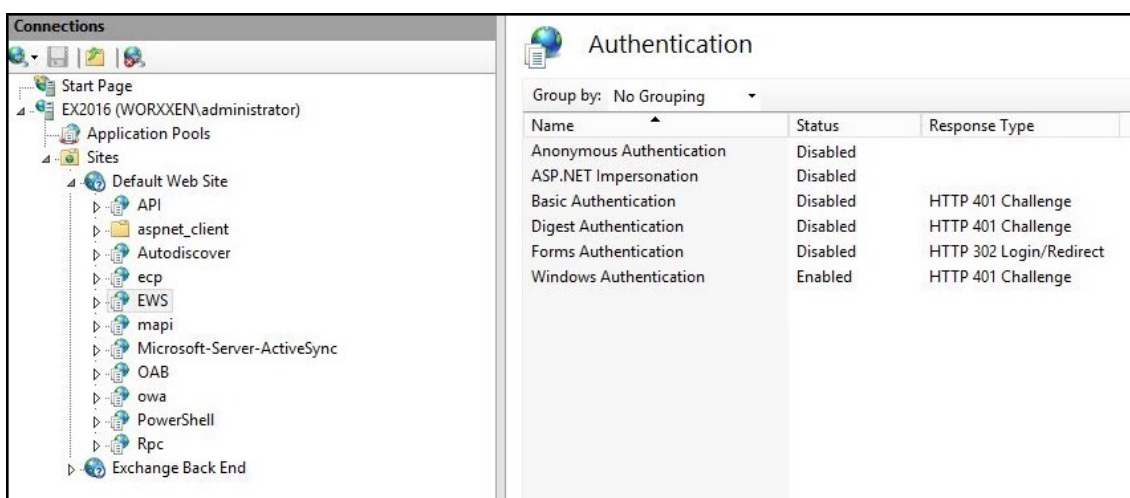 Connections
Start Page
EX2016 (WORXXEN\administrator)
Application Pools
Sites
Default Web Site
API
aspnet_client
Autodiscover
ecp
EWS
mapi
Microsoft-Server-ActiveSync
OAB
owa
PowerShell
Rpc
Exchange Back End
Authentication
Group by: No Grouping
Name Status Response Type
Anonymous Authentication Disabled
ASP.NET Impersonation Disabled
Basic Authentication Disabled HTTP 401 Challenge
Digest Authentication Disabled HTTP 401 Challenge
Forms Authentication Disabled HTTP 302 Login/Redirect
Windows Authentication Enabled HTTP 401 Challenge